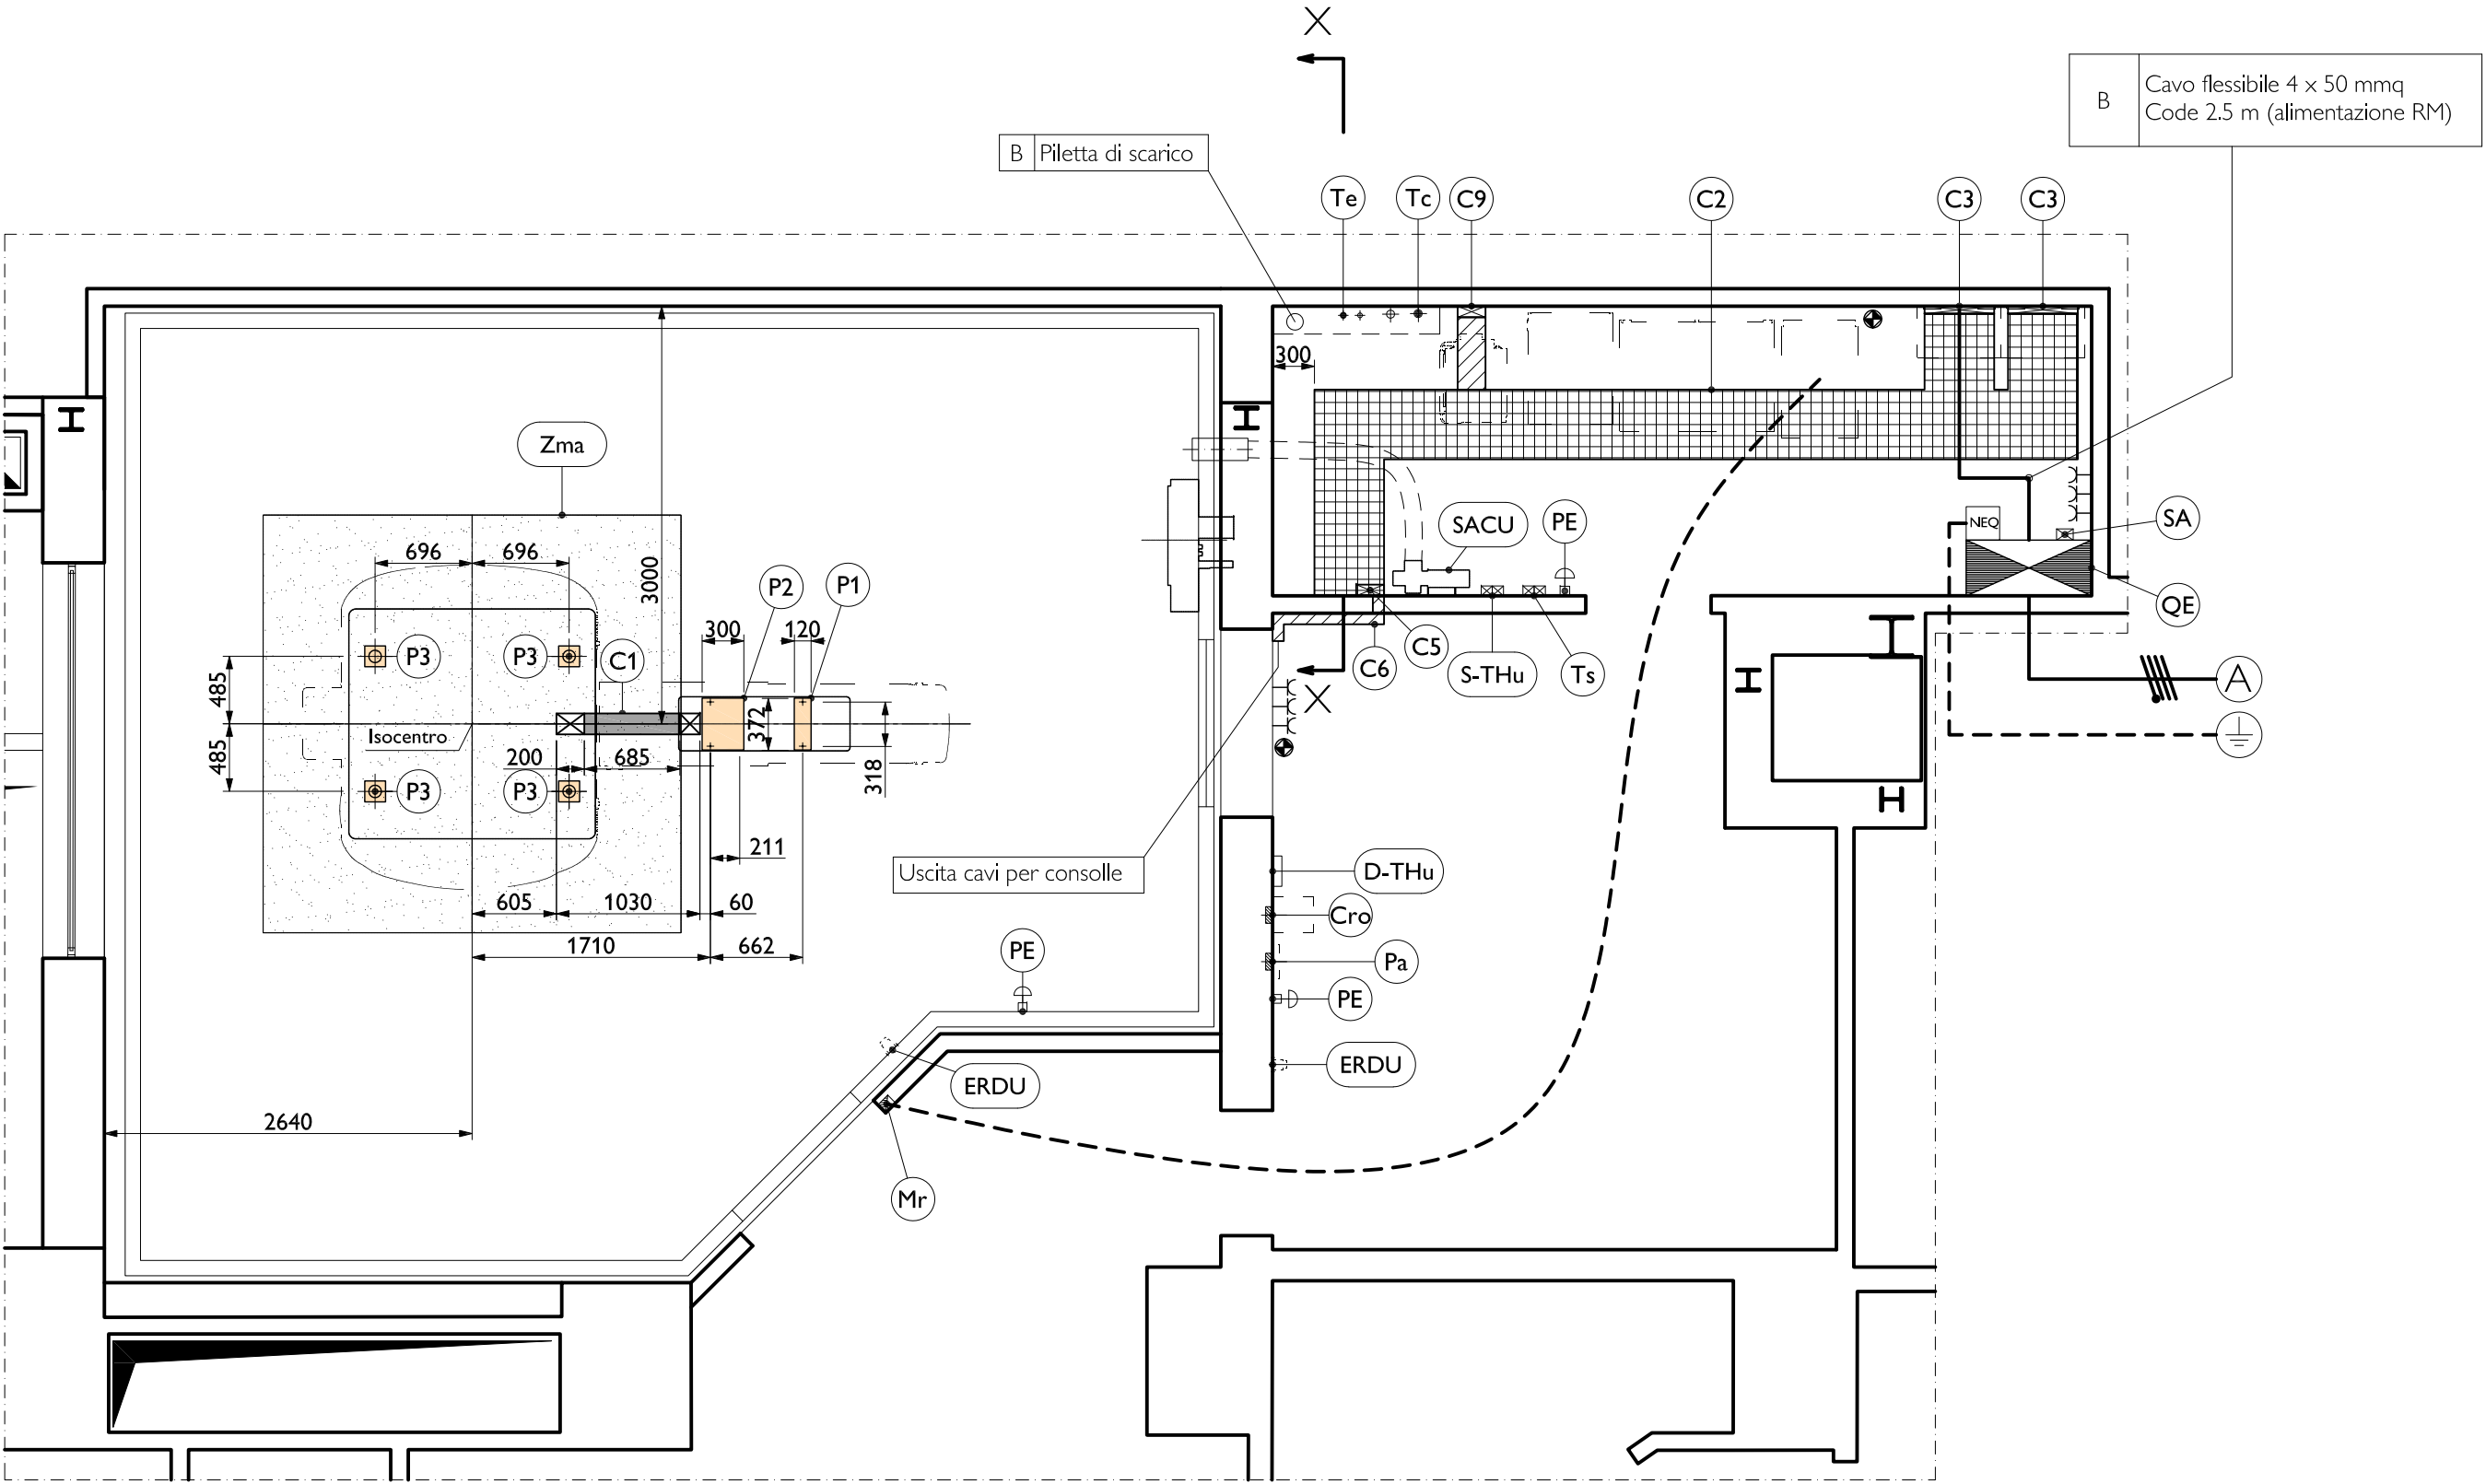 X
B
Cavo flessibile 4 x 50 mmq
Code 2.5 m (alimentazione RM)
B Piletta di scarico
Te
Tc
C9
C2
C3
C3
300
Zma
SACU
PE
NEQ
SA
696
696
3000
P2
P1
QE
300
120
P3
P3
C1
C5
C6
S-THu
Ts
485
A
X
372
Isocentro
485
200
685
318
P3
P3
211
Uscita cavi per consolle
D-THu
605
1030
60
Cro
1710
662
PE
Pa
PE
ERDU
ERDU
2640
Mr